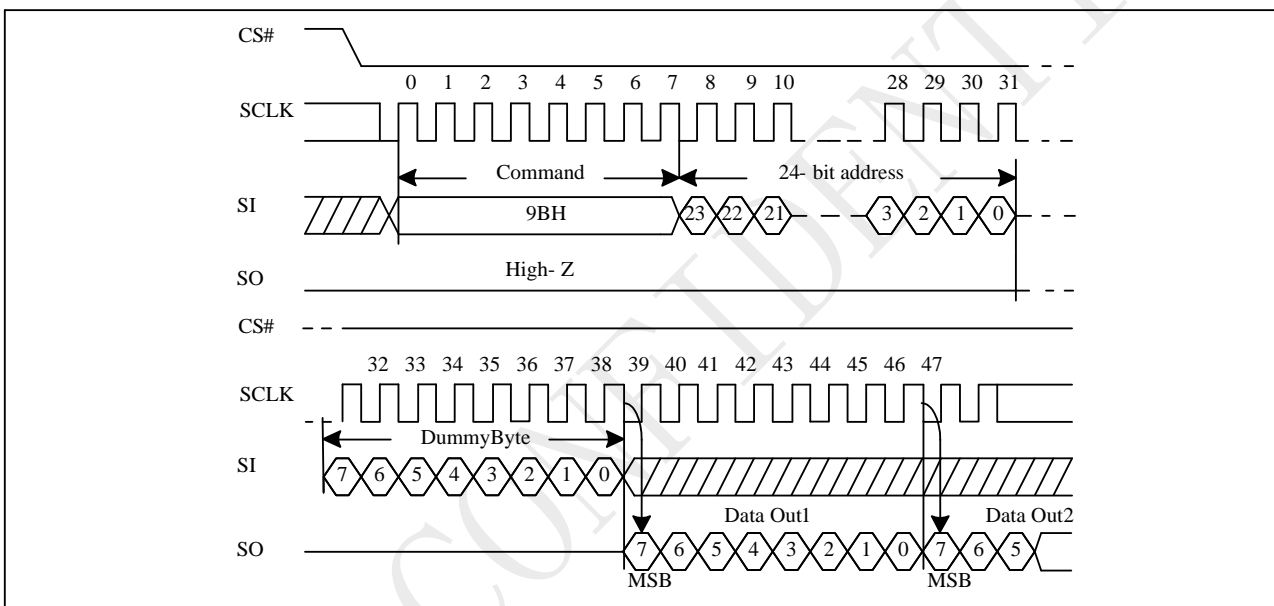 CS#
0 1 2 3 4 5 6 7 8 9 10 28 29 30 31
SCLK
Command 24- bit address
SI 9BH 23 22 21 3 2 1 0
High- Z
SO
CS#
32 33 34 35 36 37 38 39 40 41 42 43 44 45 46 47
SCLK
DummyByte
SI 7 6 5 4 3 2 1 0
Data Out1 Data Out2
SO 7 6 5 4 3 2 1 0 7 6 5
MSB MSB
CONFIDENT